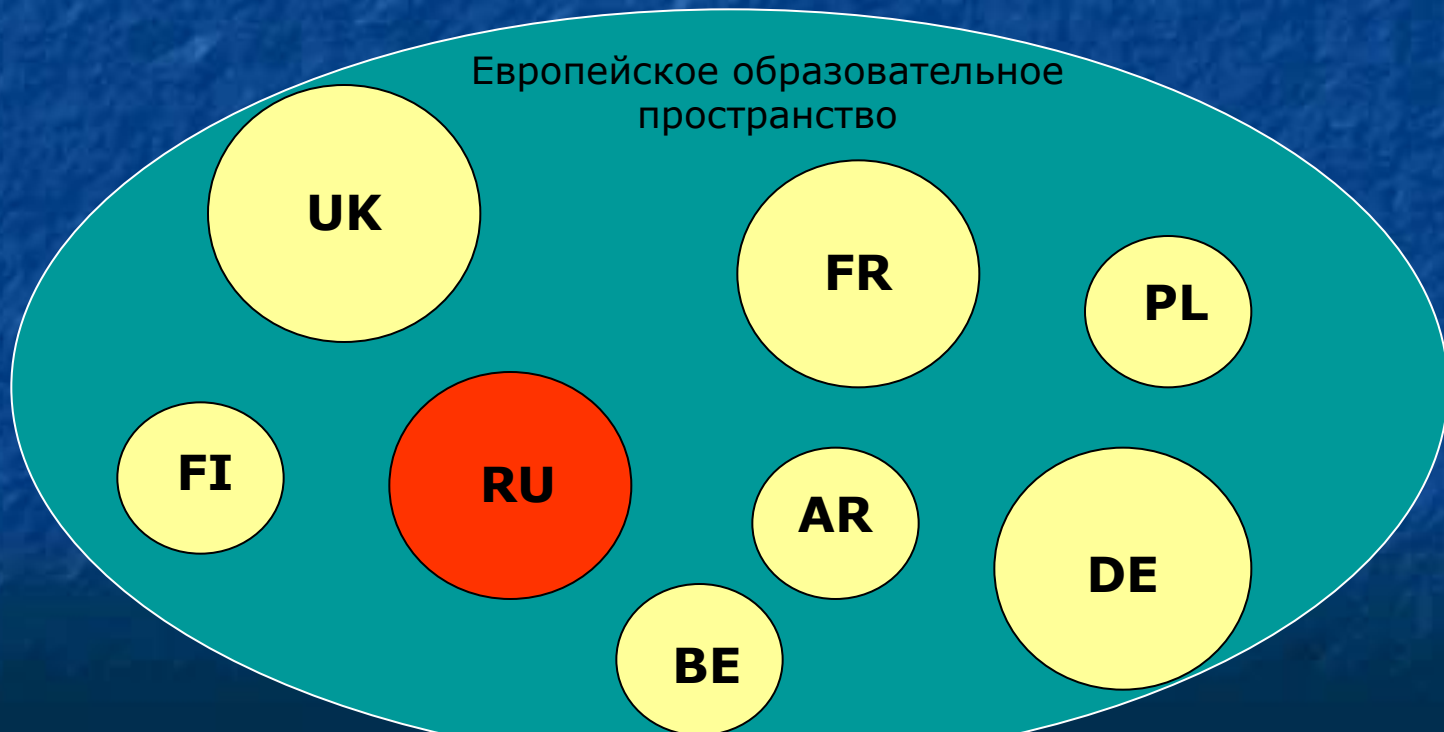 Европейское образовательное
пространство
UK
FR
PL
FI
RU
AR
DE
BE